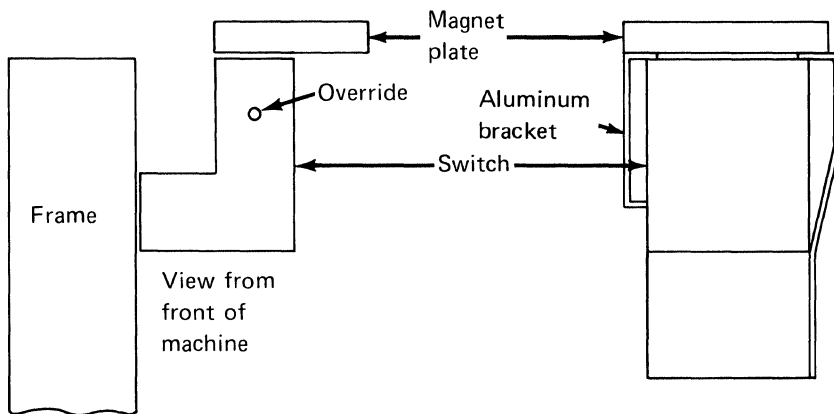 Magnet
plate
Override
Aluminum
bracket
Switch
Frame
View from
front of
machine